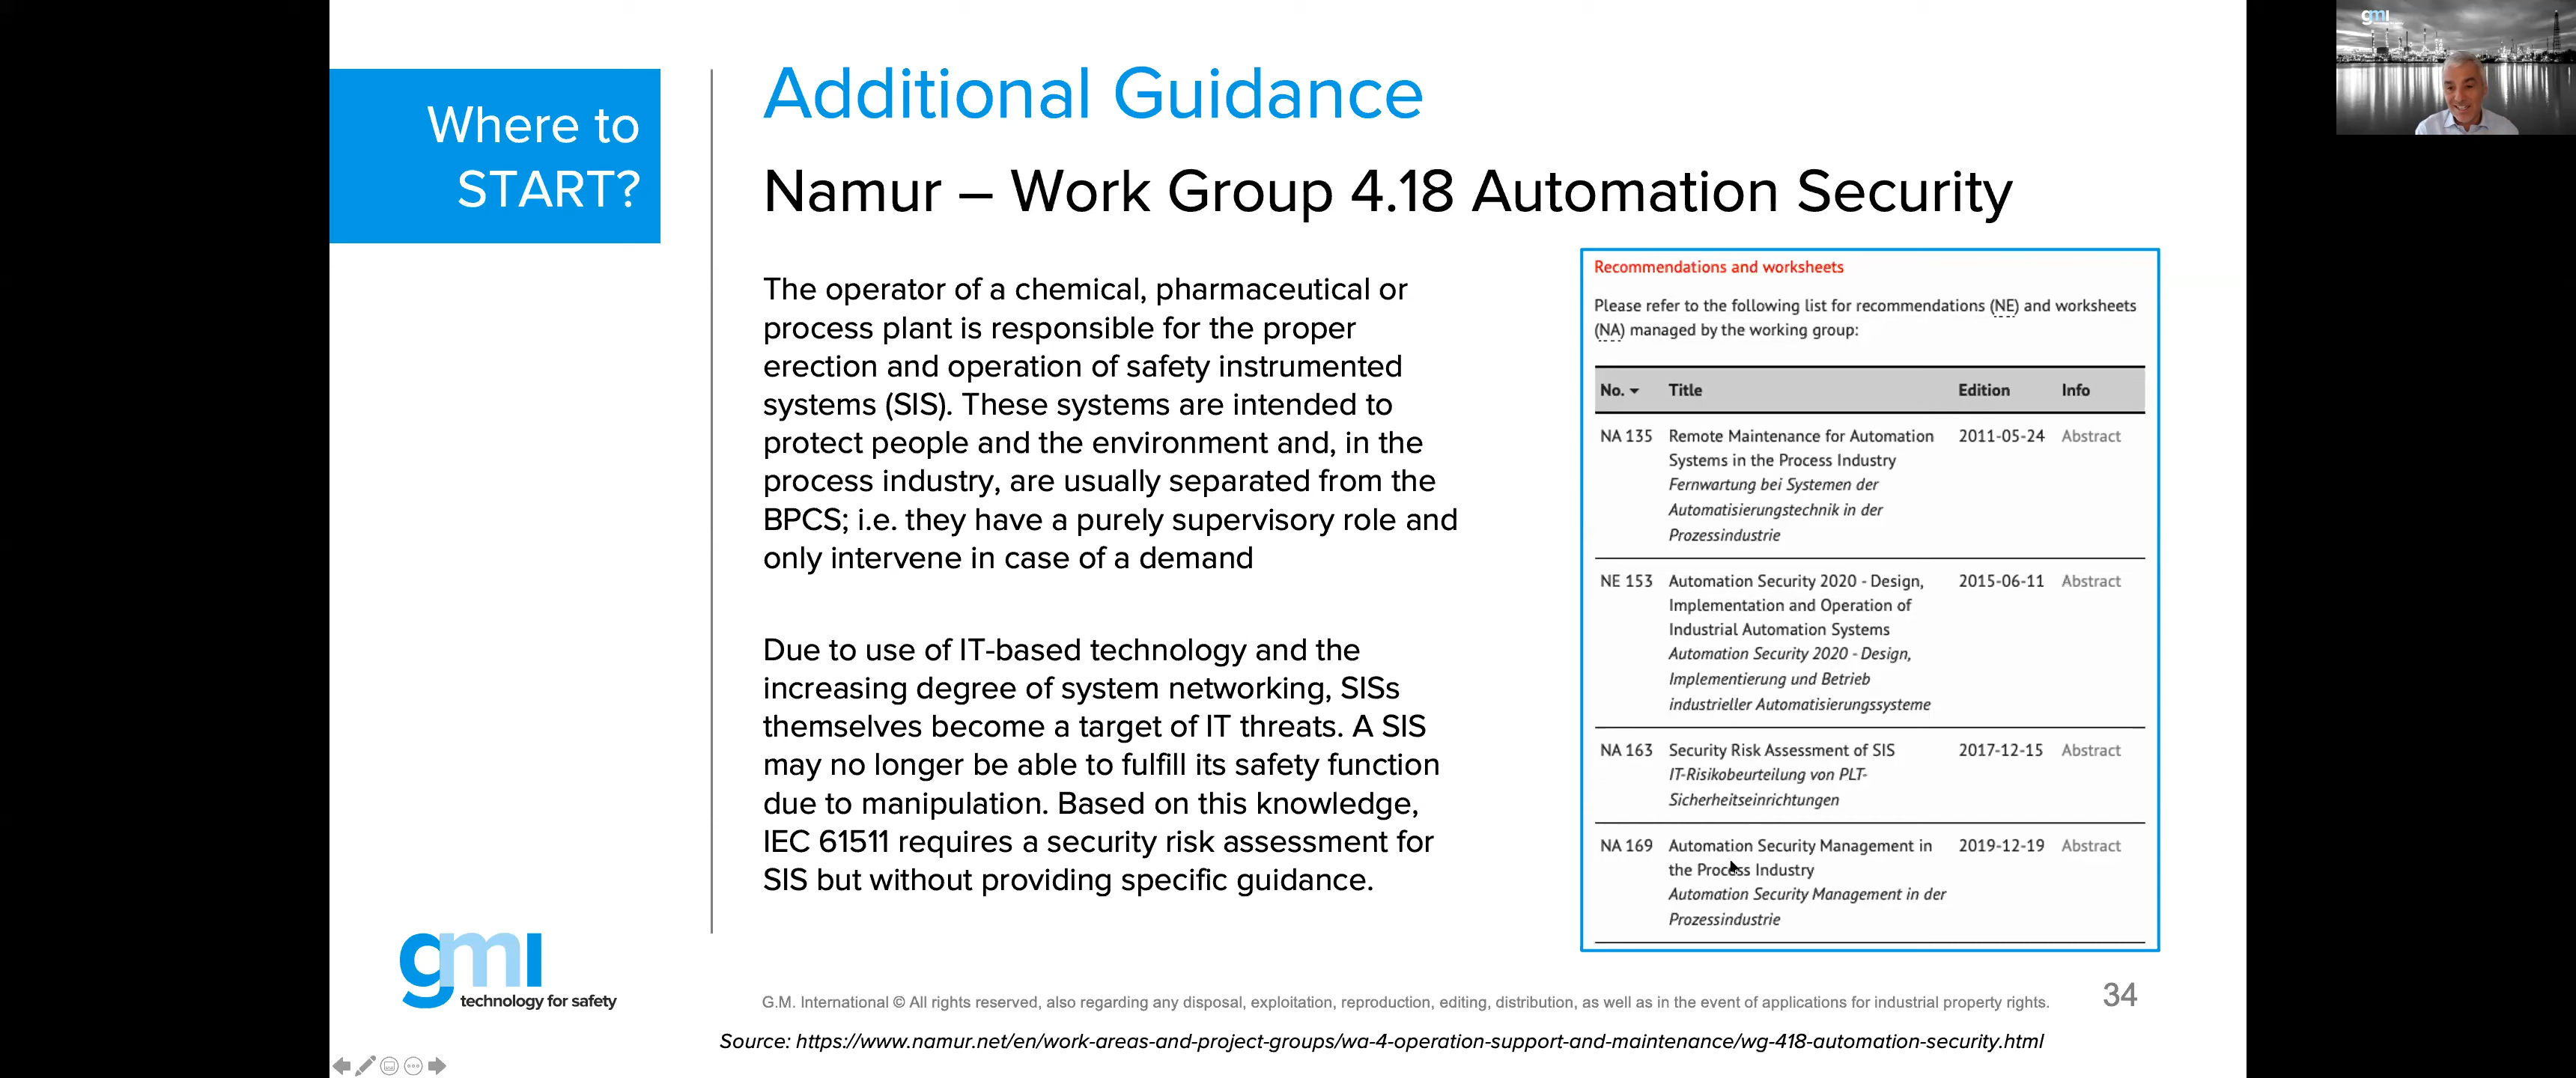 Where to
START?
Additional Guidance
Namur – Work Group 4.18 Automation Security
The operator of a chemical, pharmaceutical or
process plant is responsible for the proper
erection and operation of safety instrumented
systems (SIS). These systems are intended to
protect people and the environment and, in the
process industry, are usually separated from the
BPCS; i.e. they have a purely supervisory role and
only intervene in case of a demand
Due to use of IT-based technology and the
increasing degree of system networking, SISs
themselves become a target of IT threats. A SIS
may no longer be able to fulfill its safety function
due to manipulation. Based on this knowledge,
IEC 61511 requires a security risk assessment for
SIS but without providing specific guidance.
Recommendations and worksheets
Please refer to the following list for recommendations (NE) and worksheets
(NA) managed by the working group:
No. Title Edition Info
NA 135 Remote Maintenance for Automation 2011-05-24 Abstract
Systems in the Process Industry
Fernwartung bei Systemen der
Automatisierungstechnik in der
Prozessindustrie
NE 153 Automation Security 2020 - Design, 2015-06-11 Abstract
Implementation and Operation of
Industrial Automation Systems
Automation Security 2020 - Design,
Implementierung und Betrieb
industrieller Automatisierungssysteme
NA 163 Security Risk Assessment of SIS 2017-12-15 Abstract
IT-Risikobeurteilung von PLT-
Sicherheitseinrichtungen
NA 169 Automation Security Management in 2019-12-19 Abstract
the Process Industry
Automation Security Management in der
Prozessindustrie
gmi
technology for safety
G.M. International © All rights reserved, also regarding any disposal, exploitation, reproduction, editing, distribution, as well as in the event of applications for industrial property rights.
34
Source: https://www.namur.net/en/work-areas-and-project-groups/wa-4-operation-support-and-maintenance/wg-418-automation-security.html
gmi